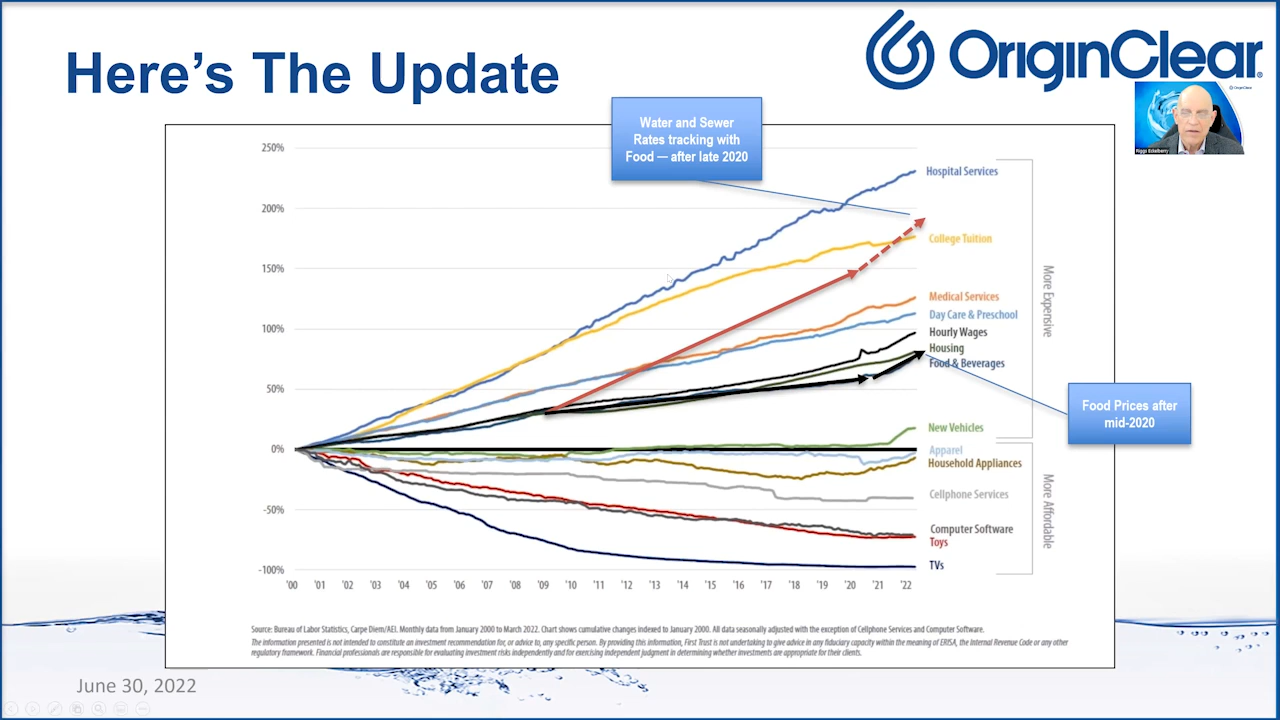 Here's The Update
OriginClear
OriginClear
Riggs Eckelberry
Water and Sewer
Rates tracking with
Food — after late 2020
250%
200%
150%
100%
50%
0%
-50%
-100%
Hospital Services
College Tuition
Medical Services
Day Care & Preschool
Hourly Wages
Housing
Food & Beverages
New Vehicles
Apparel
Household Appliances
Cellphone Services
Computer Software
Toys
TVs
More Expensive
More Affordable
Food Prices after
mid-2020
'00 '01 '02 '03 '04 '05 '06 '07 '08 '09 '10 '11 '12 '13 '14 '15 '16 '17 '18 '19 '20 '21 '22
Source: Bureau of Labor Statistics, Carpe Diem/AEI. Monthly data from January 2000 to March 2022. Chart shows cumulative changes indexed to January 2000. All data seasonally adjusted with the exception of Cellphone Services and Computer Software.
The information presented is not intended to constitute an investment recommendation for, or advice to, any specific person. By providing this information, First Trust is not undertaking to give advice in any fiduciary capacity within the meaning of ERISA, the Internal Revenue Code or any other
regulatory framework. Financial professionals are responsible for evaluating investment risks independently and for exercising independent judgment in determining whether investments are appropriate for their clients.
June 30, 2022